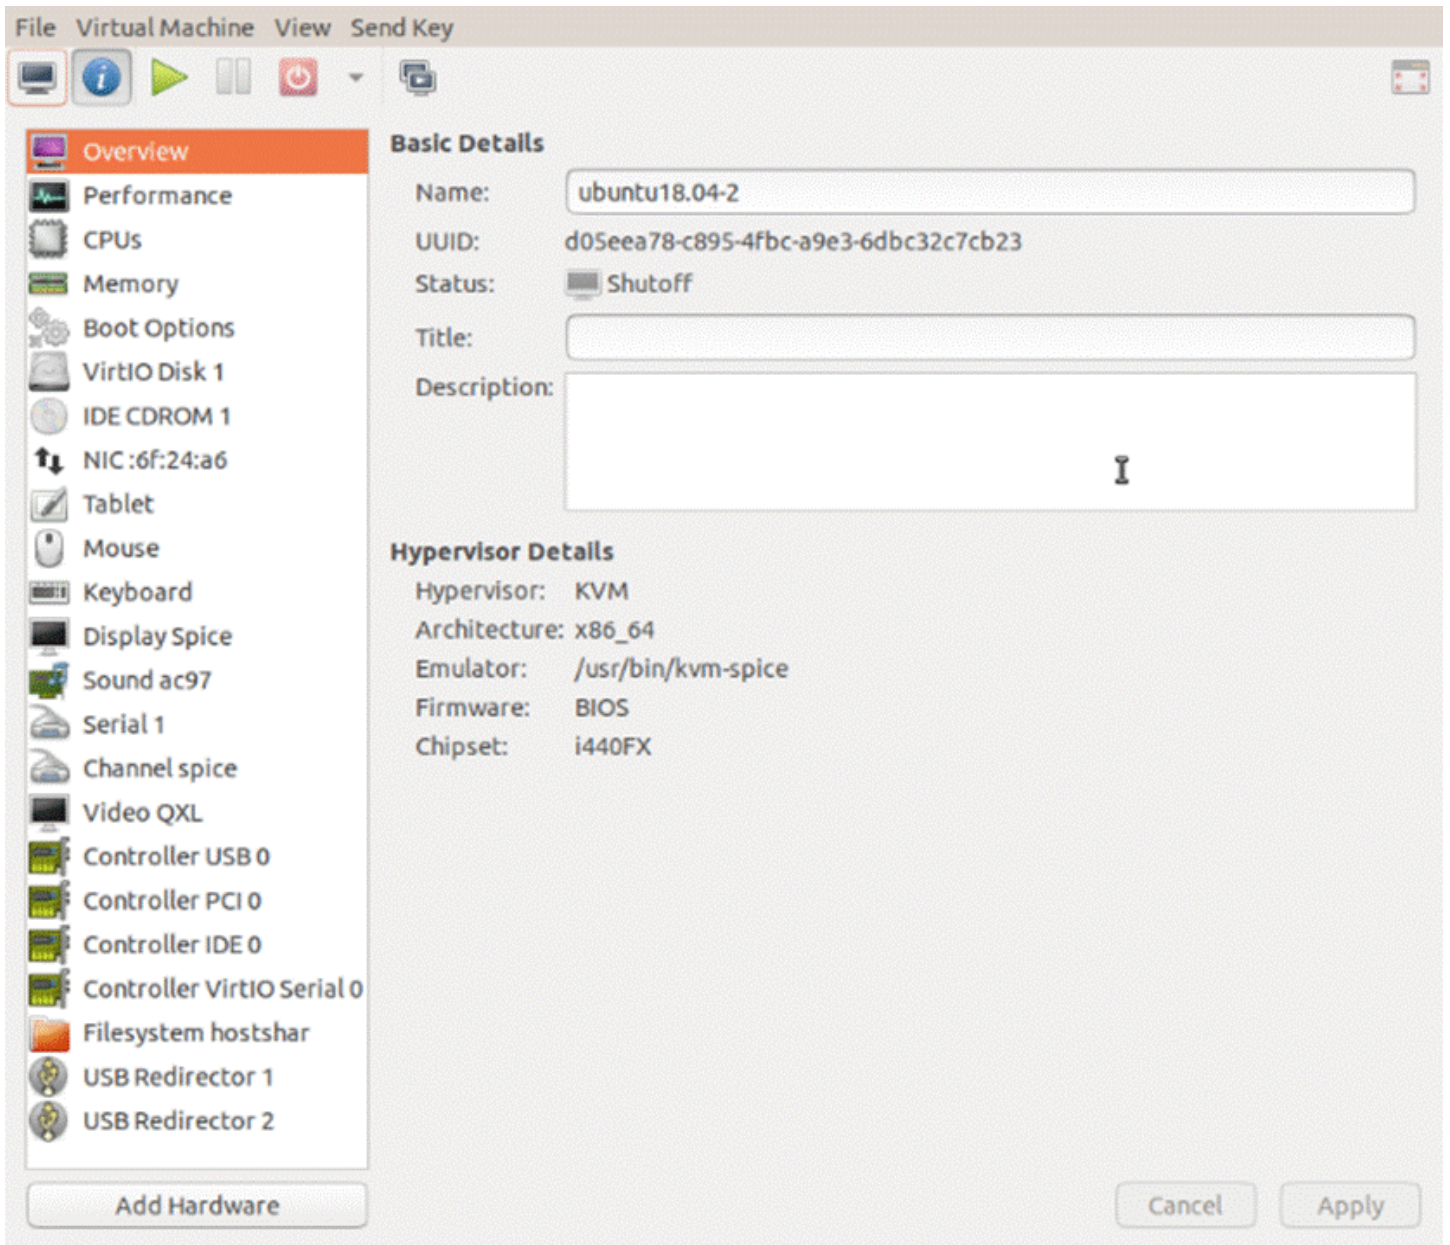 File Virtual Machine View Send Key
Overview
Performance
CPUs
Memory
Boot Options
VirtIO Disk 1
IDE CDROM 1
NIC :6f:24:a6
Tablet
Mouse
Keyboard
Display Spice
Sound ac97
Serial 1
Channel spice
Video QXL
Controller USB 0
Controller PCI 0
Controller IDE 0
Controller VirtIO Serial 0
Filesystem hostshar
USB Redirector 1
USB Redirector 2
Add Hardware
Basic Details
Name: ubuntu18.04-2
UUID: d05eea78-c895-4fbc-a9e3-6dbc32c7cb23
Status: Shutoff
Title:
Description:
Hypervisor Details
Hypervisor: KVM
Architecture: x86_64
Emulator: /usr/bin/kvm-spice
Firmware: BIOS
Chipset: i440FX
Cancel Apply